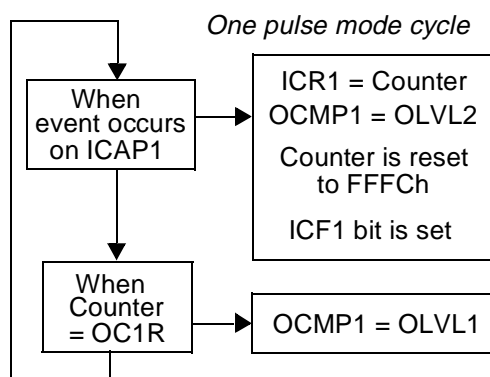 One pulse mode cycle
When
event occurs
on ICAP1
ICR1 = Counter
OCMP1 = OLVL2
Counter is reset
to FFFCh
ICF1 bit is set
When
Counter
= OC1R
OCMP1 = OLVL1